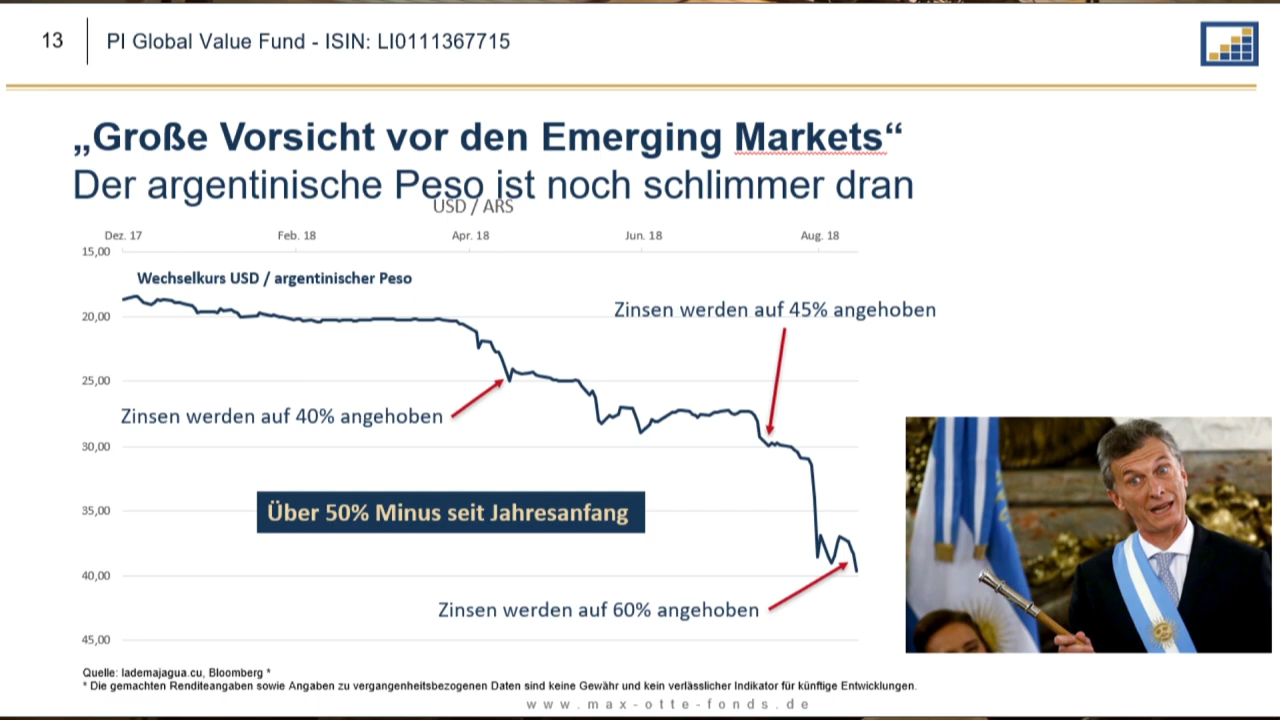 13
PI Global Value Fund - ISIN: LI0111367715
„Große Vorsicht vor den Emerging Markets“
Der argentinische Peso ist noch schlimmer dran
USD / ARS
Dez. 17 Feb. 18 Apr. 18 Jun. 18 Aug. 18
15,00
Wechselkurs USD / argentinischer Peso
Zinsen werden auf 45% angehoben
20,00
25,00
Zinsen werden auf 40% angehoben
30,00
35,00
Über 50% Minus seit Jahresanfang
40,00
Zinsen werden auf 60% angehoben
45,00
Quelle: lademajagua.cu, Bloomberg *
* Die gemachten Renditeangaben sowie Angaben zu vergangenheitsbezogenen Daten sind keine Gewähr und kein verlässlicher Indikator für künftige Entwicklungen.
www.max-otte-fonds.de